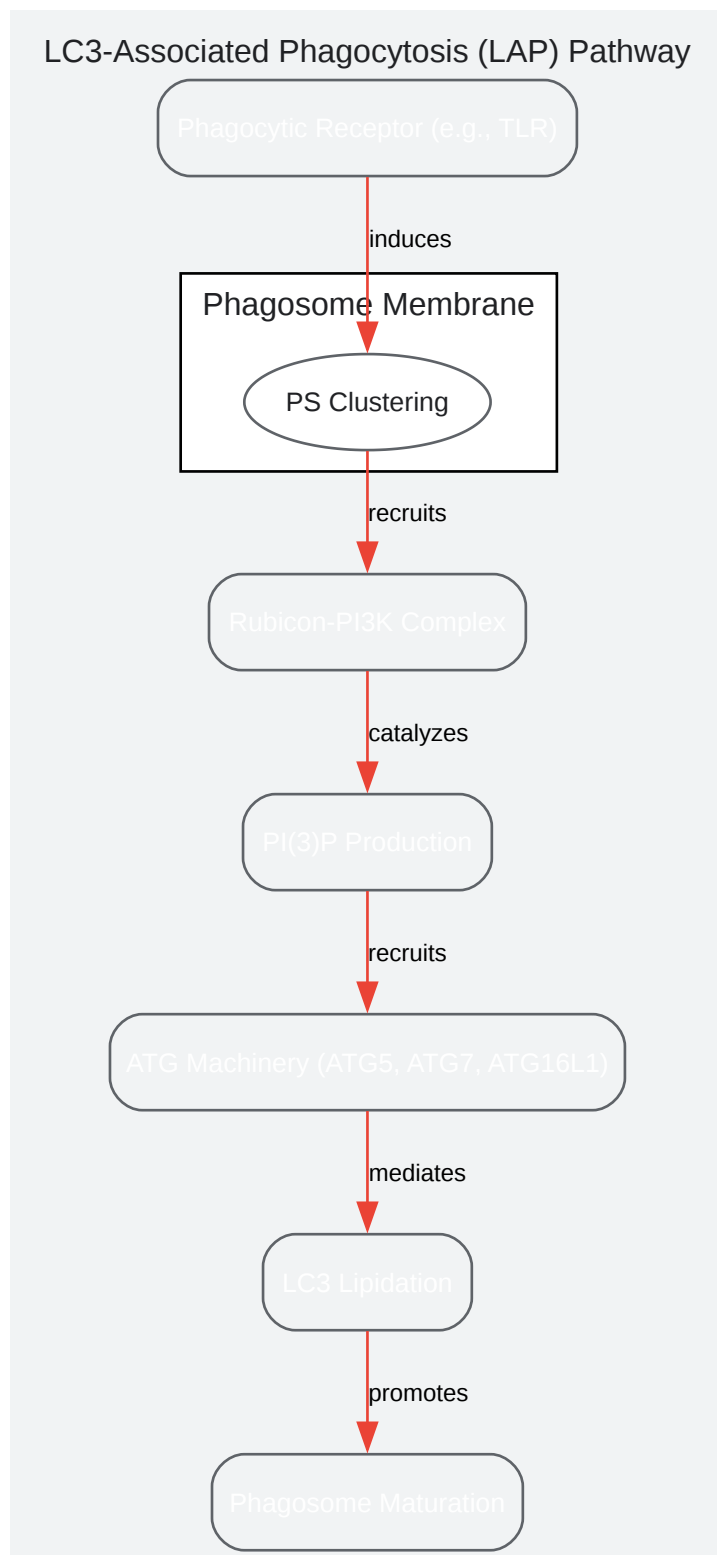 LC3-Associated Phagocytosis (LAP) Pathway
Phagocytic Receptor (e.g., TLR)
induces
Phagosome Membrane
PS Clustering
recruits
Rubicon-PI3K Complex
catalyzes
PI(3)P Production
recruits
ATG Machinery (ATG5, ATG7, ATG16L1)
mediates
LC3 Lipidation
promotes
Phagosome Maturation